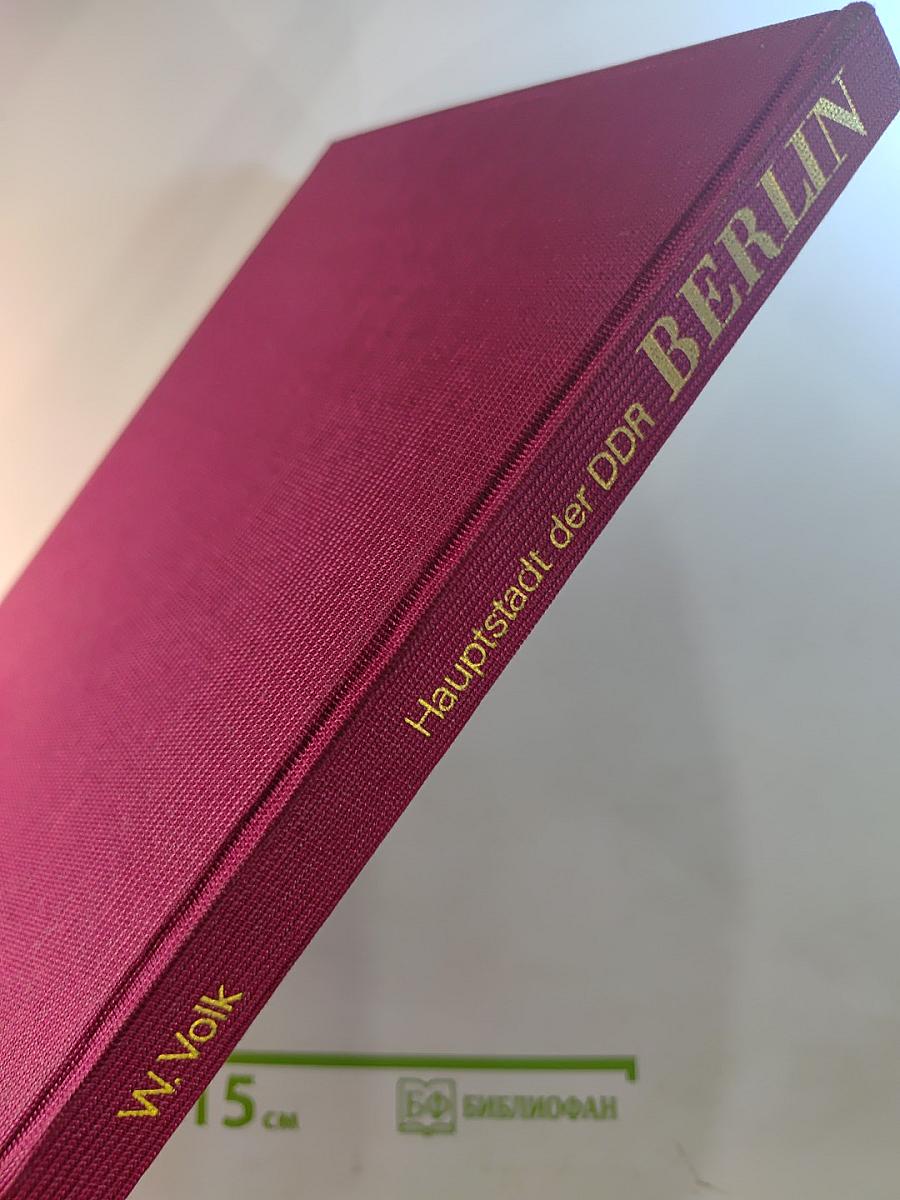 W. Volk
Hauptstadt der DDR BERLIN
15 см
БФ БИБЛИОФАН